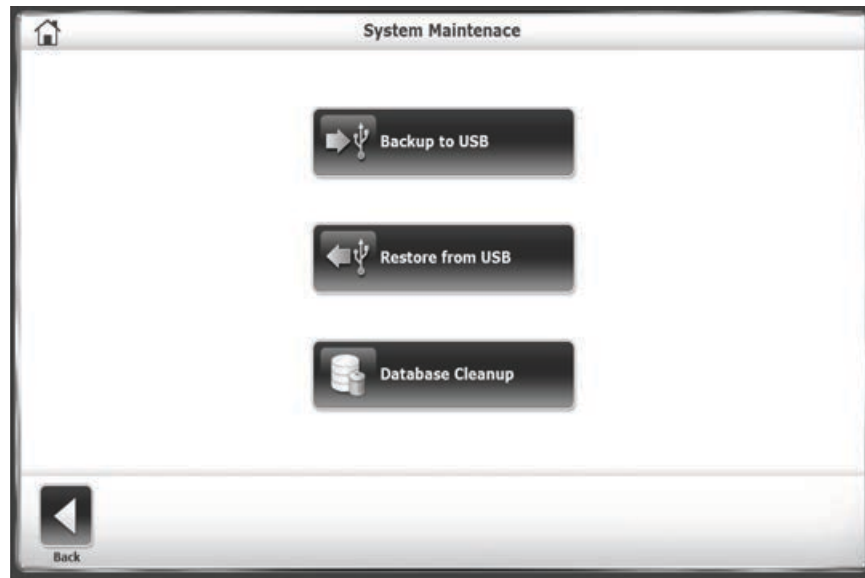 System Maintenace
Backup to USB
Restore from USB
Database Cleanup
Back